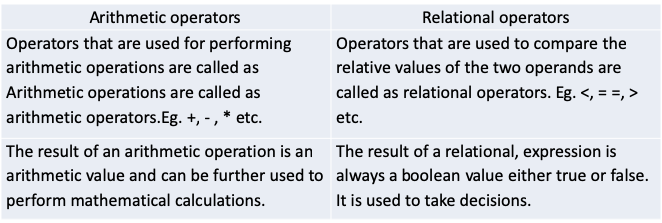 Arithmetic operators
Relational operators
Operators that are used for performing
arithmetic operations are called as
Arithmetic operations are called as
arithmetic operators.Eg. +, - , * etc.
Operators that are used to compare the
relative values of the two operands are
called as relational operators. Eg. <, = =, >
etc.
The result of an arithmetic operation is an
arithmetic value and can be further used to
perform mathematical calculations.
The result of a relational, expression is
always a boolean value either true or false.
It is used to take decisions.